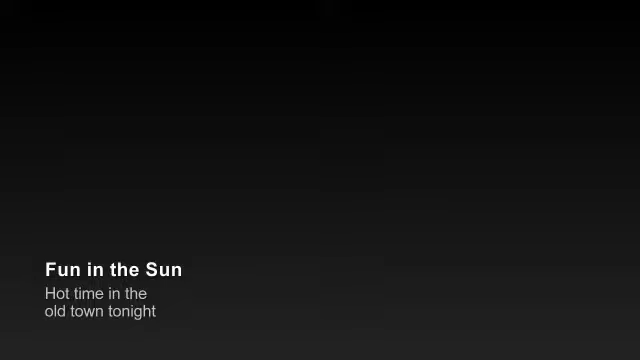 Fun in the Sun
Hot time in the
old town tonight